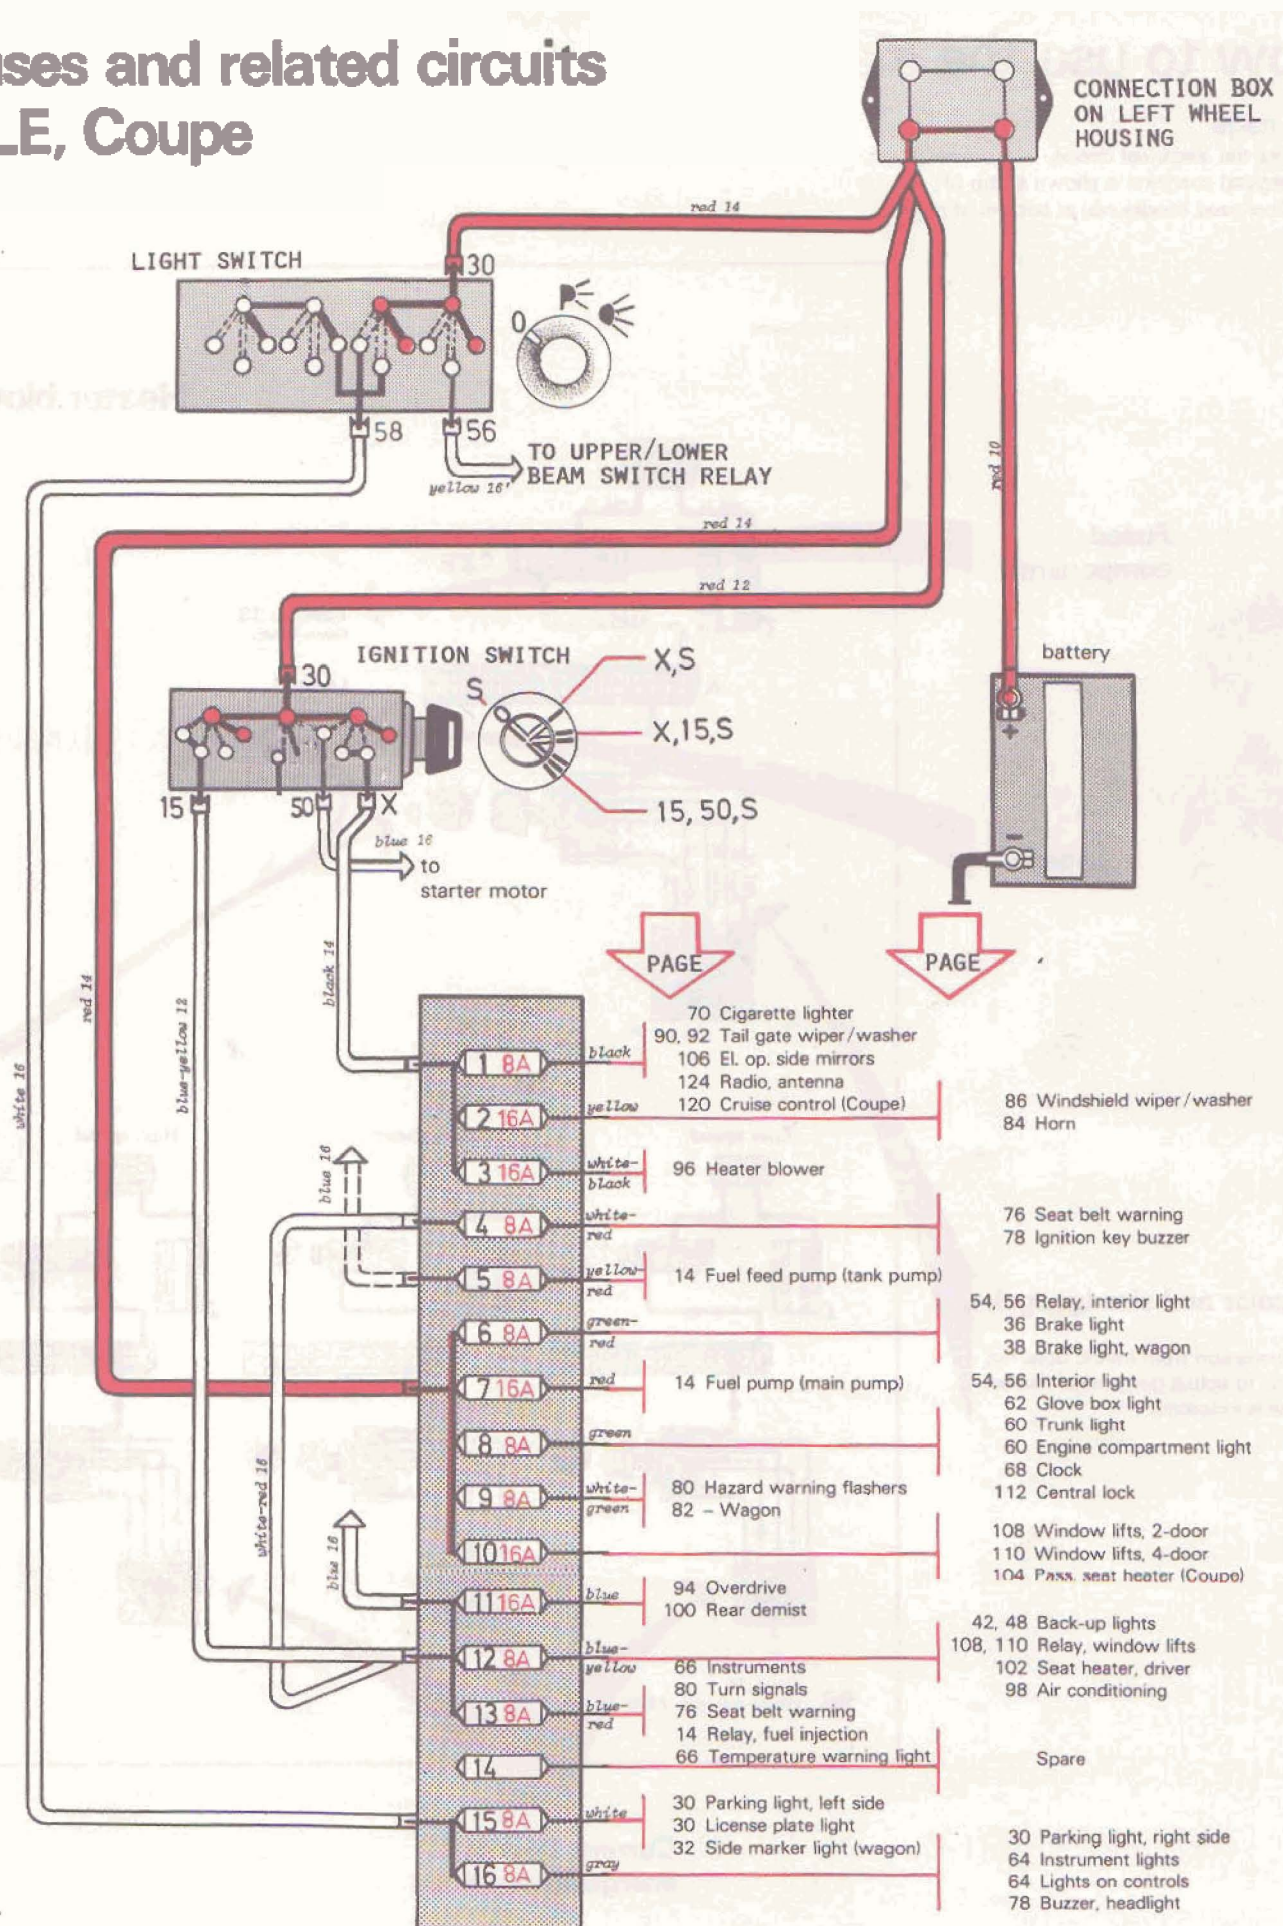 uses and related circuits
LE, Coupe
CONNECTION BOX
ON LEFT WHEEL
HOUSING
red 14
LIGHT SWITCH
30
P
0
58
56
TO UPPER/LOWER
BEAM SWITCH RELAY
yellow 16
red 10
red 14
red 12
IGNITION SWITCH
X,S
battery
30
S
X,15,S
+
15
50
X
15,50,S
blue 16
to
starter motor
-
black 14
PAGE
PAGE
red 14
blue-yellow 12
white 16
70 Cigarette lighter
90, 92 Tail gate wiper/washer
1 8A
black
106 El. op. side mirrors
124 Radio, antenna
120 Cruise control (Coupe)
2 16A
yellow
86 Windshield wiper/washer
84 Horn
3 16A
white-
black
96 Heater blower
blue 16
4 8A
white-
red
76 Seat belt warning
78 Ignition key buzzer
5 8A
yellow-
red
14 Fuel feed pump (tank pump)
6 8A
green-
red
54, 56 Relay, interior light
36 Brake light
38 Brake light, wagon
7 16A
red
14 Fuel pump (main pump)
54, 56 Interior light
62 Glove box light
60 Trunk light
60 Engine compartment light
68 Clock
112 Central lock
8 8A
green
white-red 16
9 8A
white-
green
80 Hazard warning flashers
82 – Wagon
10 16A
108 Window lifts, 2-door
110 Window lifts, 4-door
104 Pass. seat heater (Coupe)
blue 16
11 16A
blue
94 Overdrive
100 Rear demist
12 8A
blue-
yellow
42, 48 Back-up lights
108, 110 Relay, window lifts
102 Seat heater, driver
98 Air conditioning
13 8A
blue-
red
66 Instruments
80 Turn signals
76 Seat belt warning
14 Relay, fuel injection
66 Temperature warning light
14
Spare
15 8A
white
30 Parking light, left side
30 License plate light
32 Side marker light (wagon)
16 8A
gray
30 Parking light, right side
64 Instrument lights
64 Lights on controls
78 Buzzer, headlight